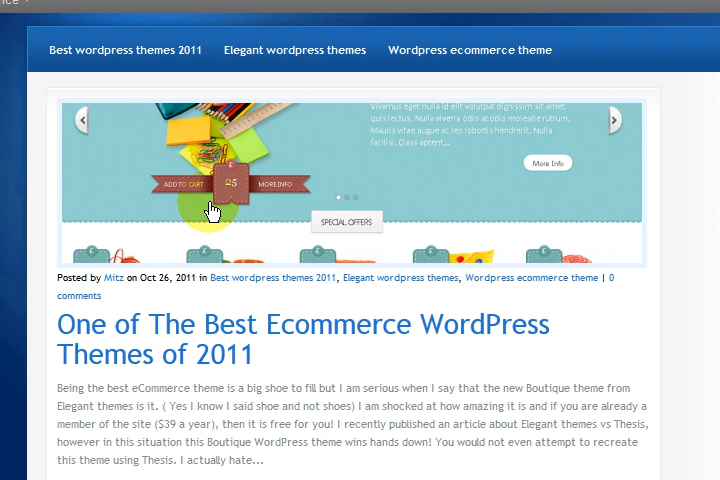 Best wordpress themes 2011 Elegant wordpress themes Wordpress ecommerce theme
Vivamus eget nulla id elit volutpat dignissim sit amet
quis lectus. Nulla viverra odio at odio molestie rutrum.
Mauris vitae augue ac leo lobortis hendrerit. Nulla
facilisi. Class aptent...
More Info
ADD TO CART £ 25 MORE INFO
SPECIAL OFFERS
£ £ £ £ £
Posted by Mitz on Oct 26, 2011 in Best wordpress themes 2011, Elegant wordpress themes, Wordpress ecommerce theme | 0
comments
One of The Best Ecommerce WordPress
Themes of 2011
Being the best eCommerce theme is a big shoe to fill but I am serious when I say that the new Boutique theme from
Elegant themes is it. ( Yes I know I said shoe and not shoes) I am shocked at how amazing it is and if you are already a
member of the site ($39 a year), then it is free for you! I recently published an article about Elegant themes vs Thesis,
however in this situation this Boutique WordPress theme wins hands down! You would not even attempt to recreate
this theme using Thesis. I actually hate...